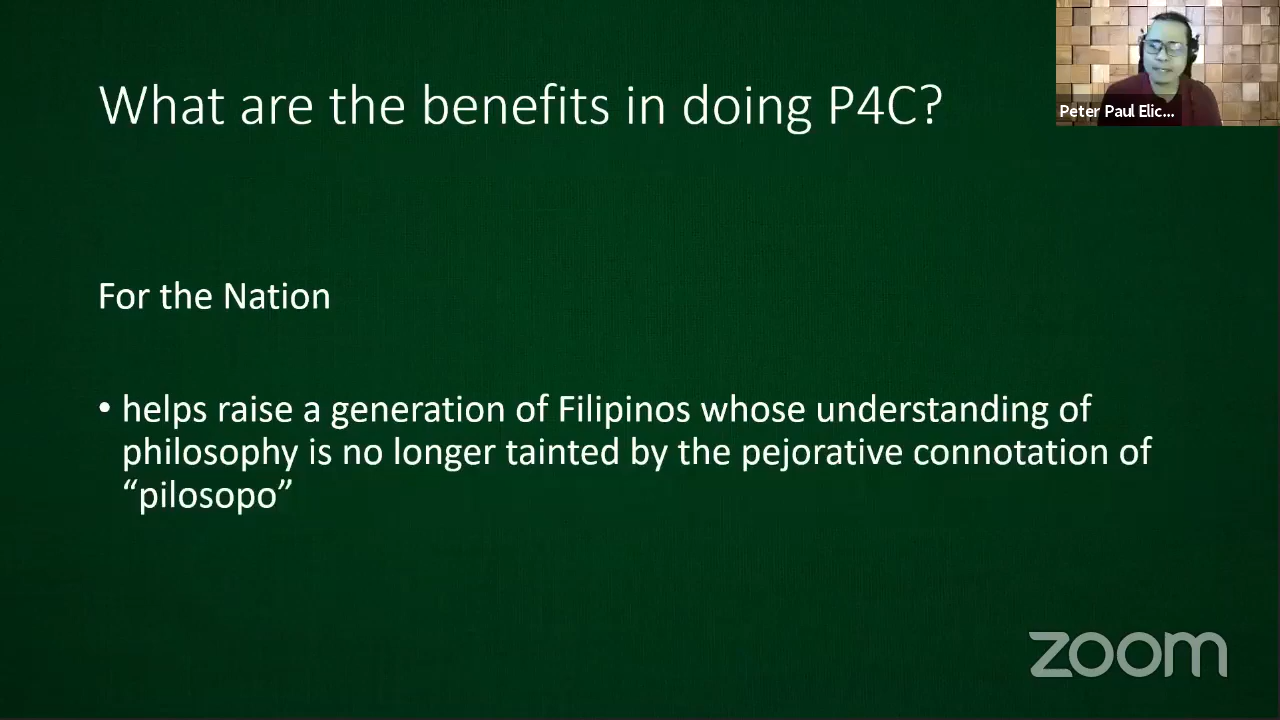 What are the benefits in doing P4C?
Peter Paul Elic...
For the Nation
• helps raise a generation of Filipinos whose understanding of
philosophy is no longer tainted by the pejorative connotation of
“pilosopo”
zoom